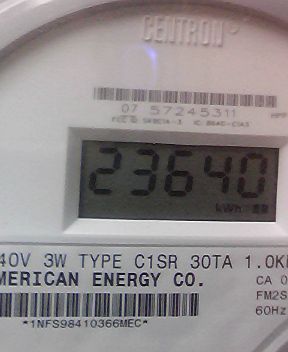 CENTRON®
07 57245311
23640
kWh
40V 3W TYPE C1SR 30TA 1.0K
MERICAN ENERGY CO.
CA 0
FM2S
60Hz
*1NFS98410366MEC*